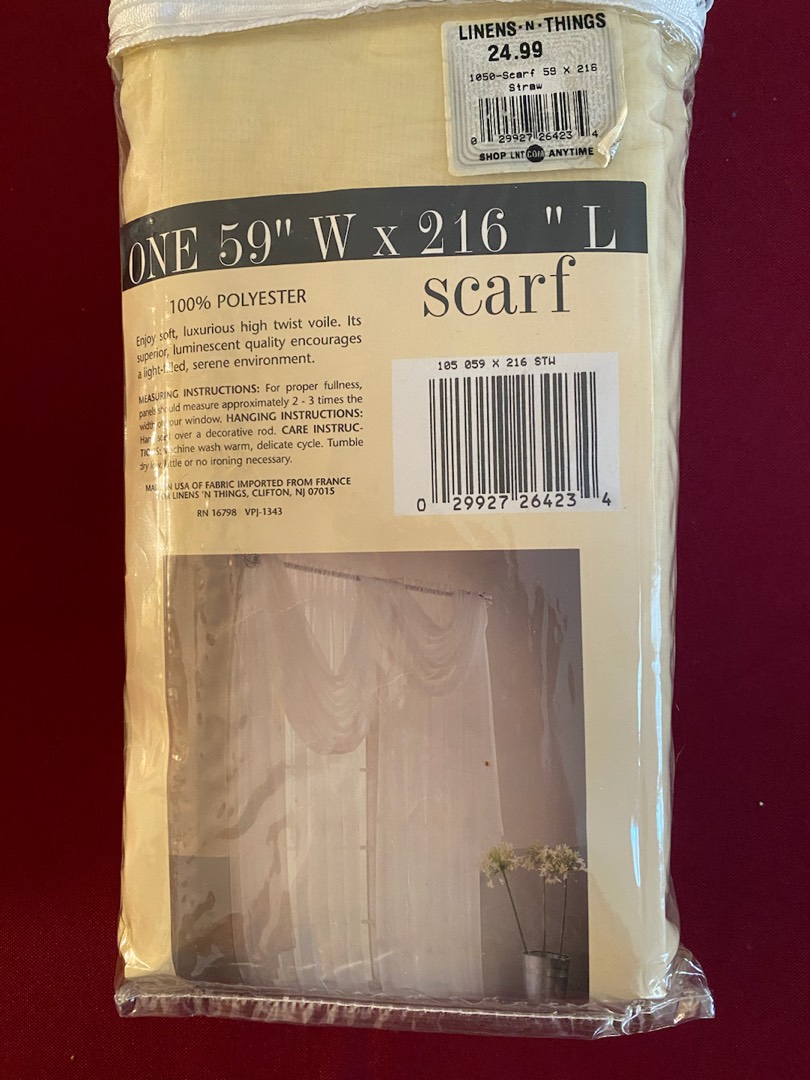 LINENS·N·THINGS
24.99
1050-Scarf 59 X 216
Straw
0 29927 26423 4
SHOP LNT.COM ANYTIME
ONE 59" W x 216 " L
scarf
100% POLYESTER
Enjoy soft, luxurious high twist voile. Its
superior, luminescent quality encourages
a light-filled, serene environment.
MEASURING INSTRUCTIONS: For proper fullness,
panels should measure approximately 2 - 3 times the
width of your window. HANGING INSTRUCTIONS:
over a decorative rod. CARE INSTRUC-
TIONS: Machine wash warm, delicate cycle. Tumble
dry low, little or no ironing necessary.
MADE IN USA OF FABRIC IMPORTED FROM FRANCE
LINENS 'N THINGS, CLIFTON, NJ 07015
RN 16798 VPJ-1343
105 059 X 216 STW
0 29927 26423 4